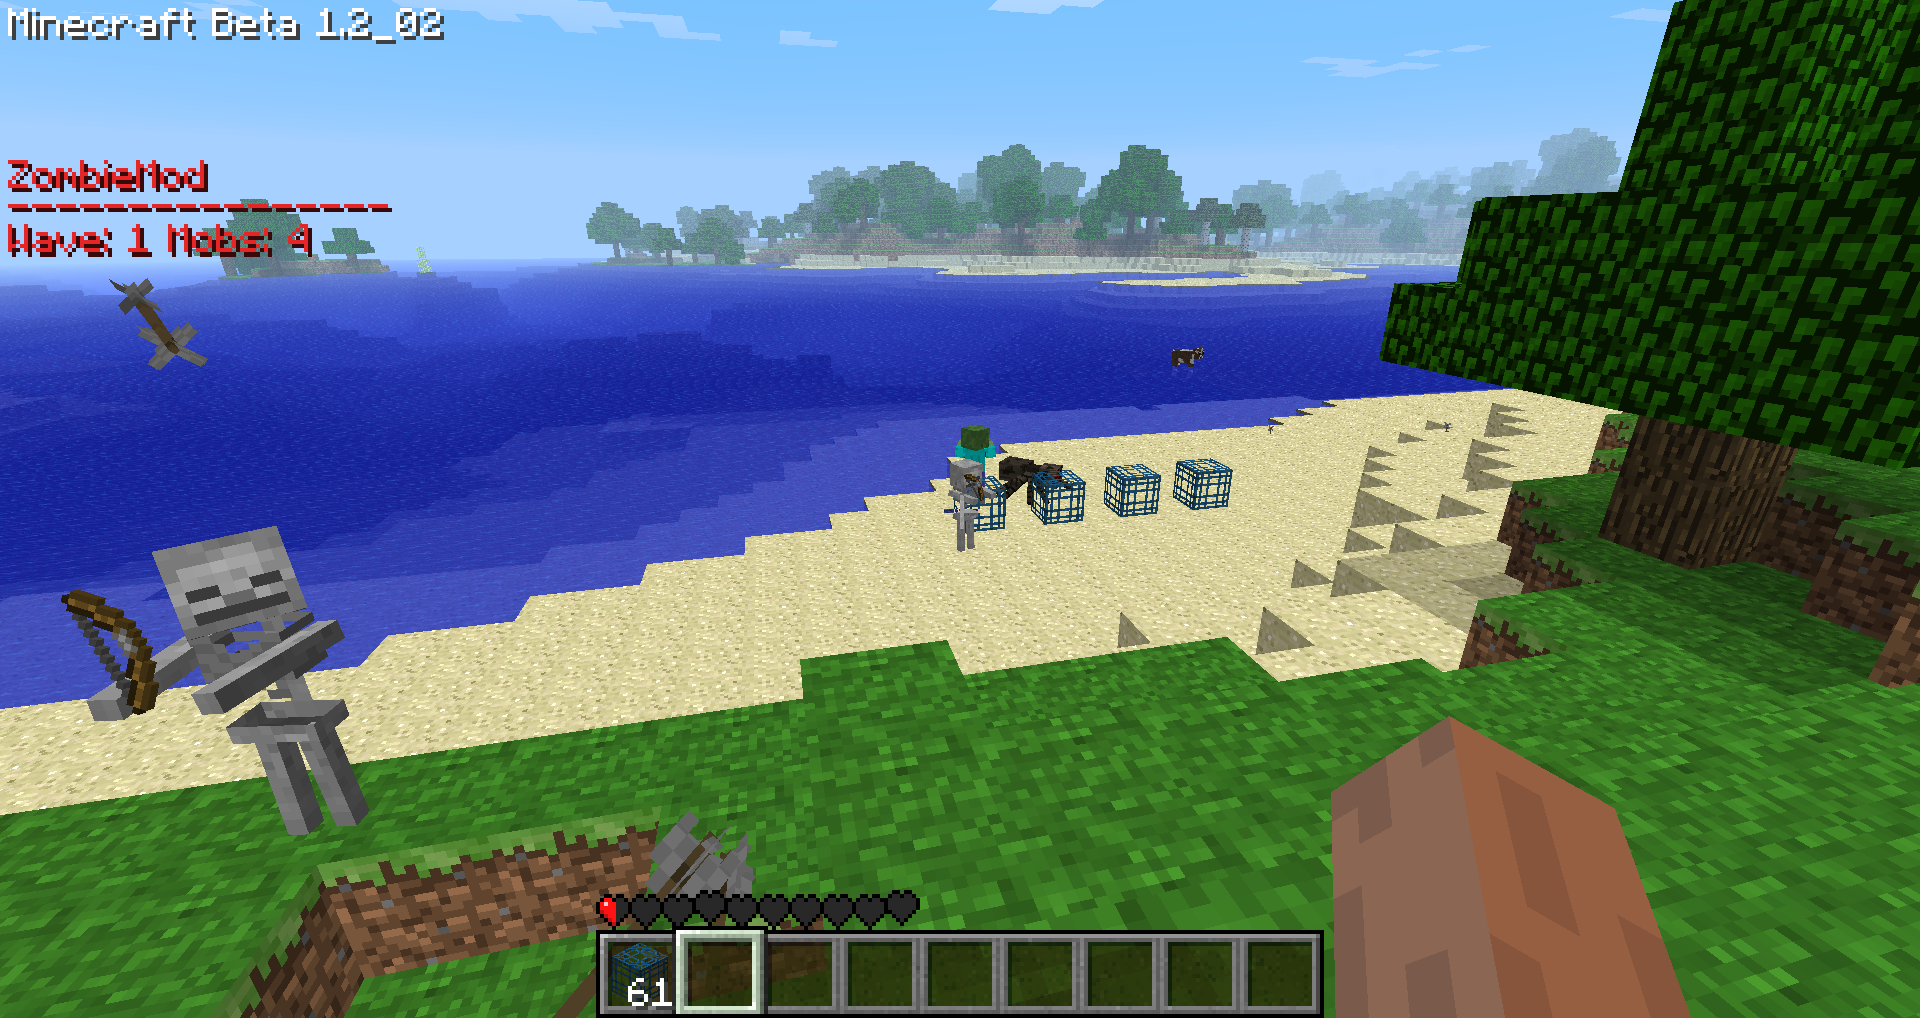 Minecraft Beta 1.2_02
ZombieMod
----------------
Wave: 1 Mobs: 4
61